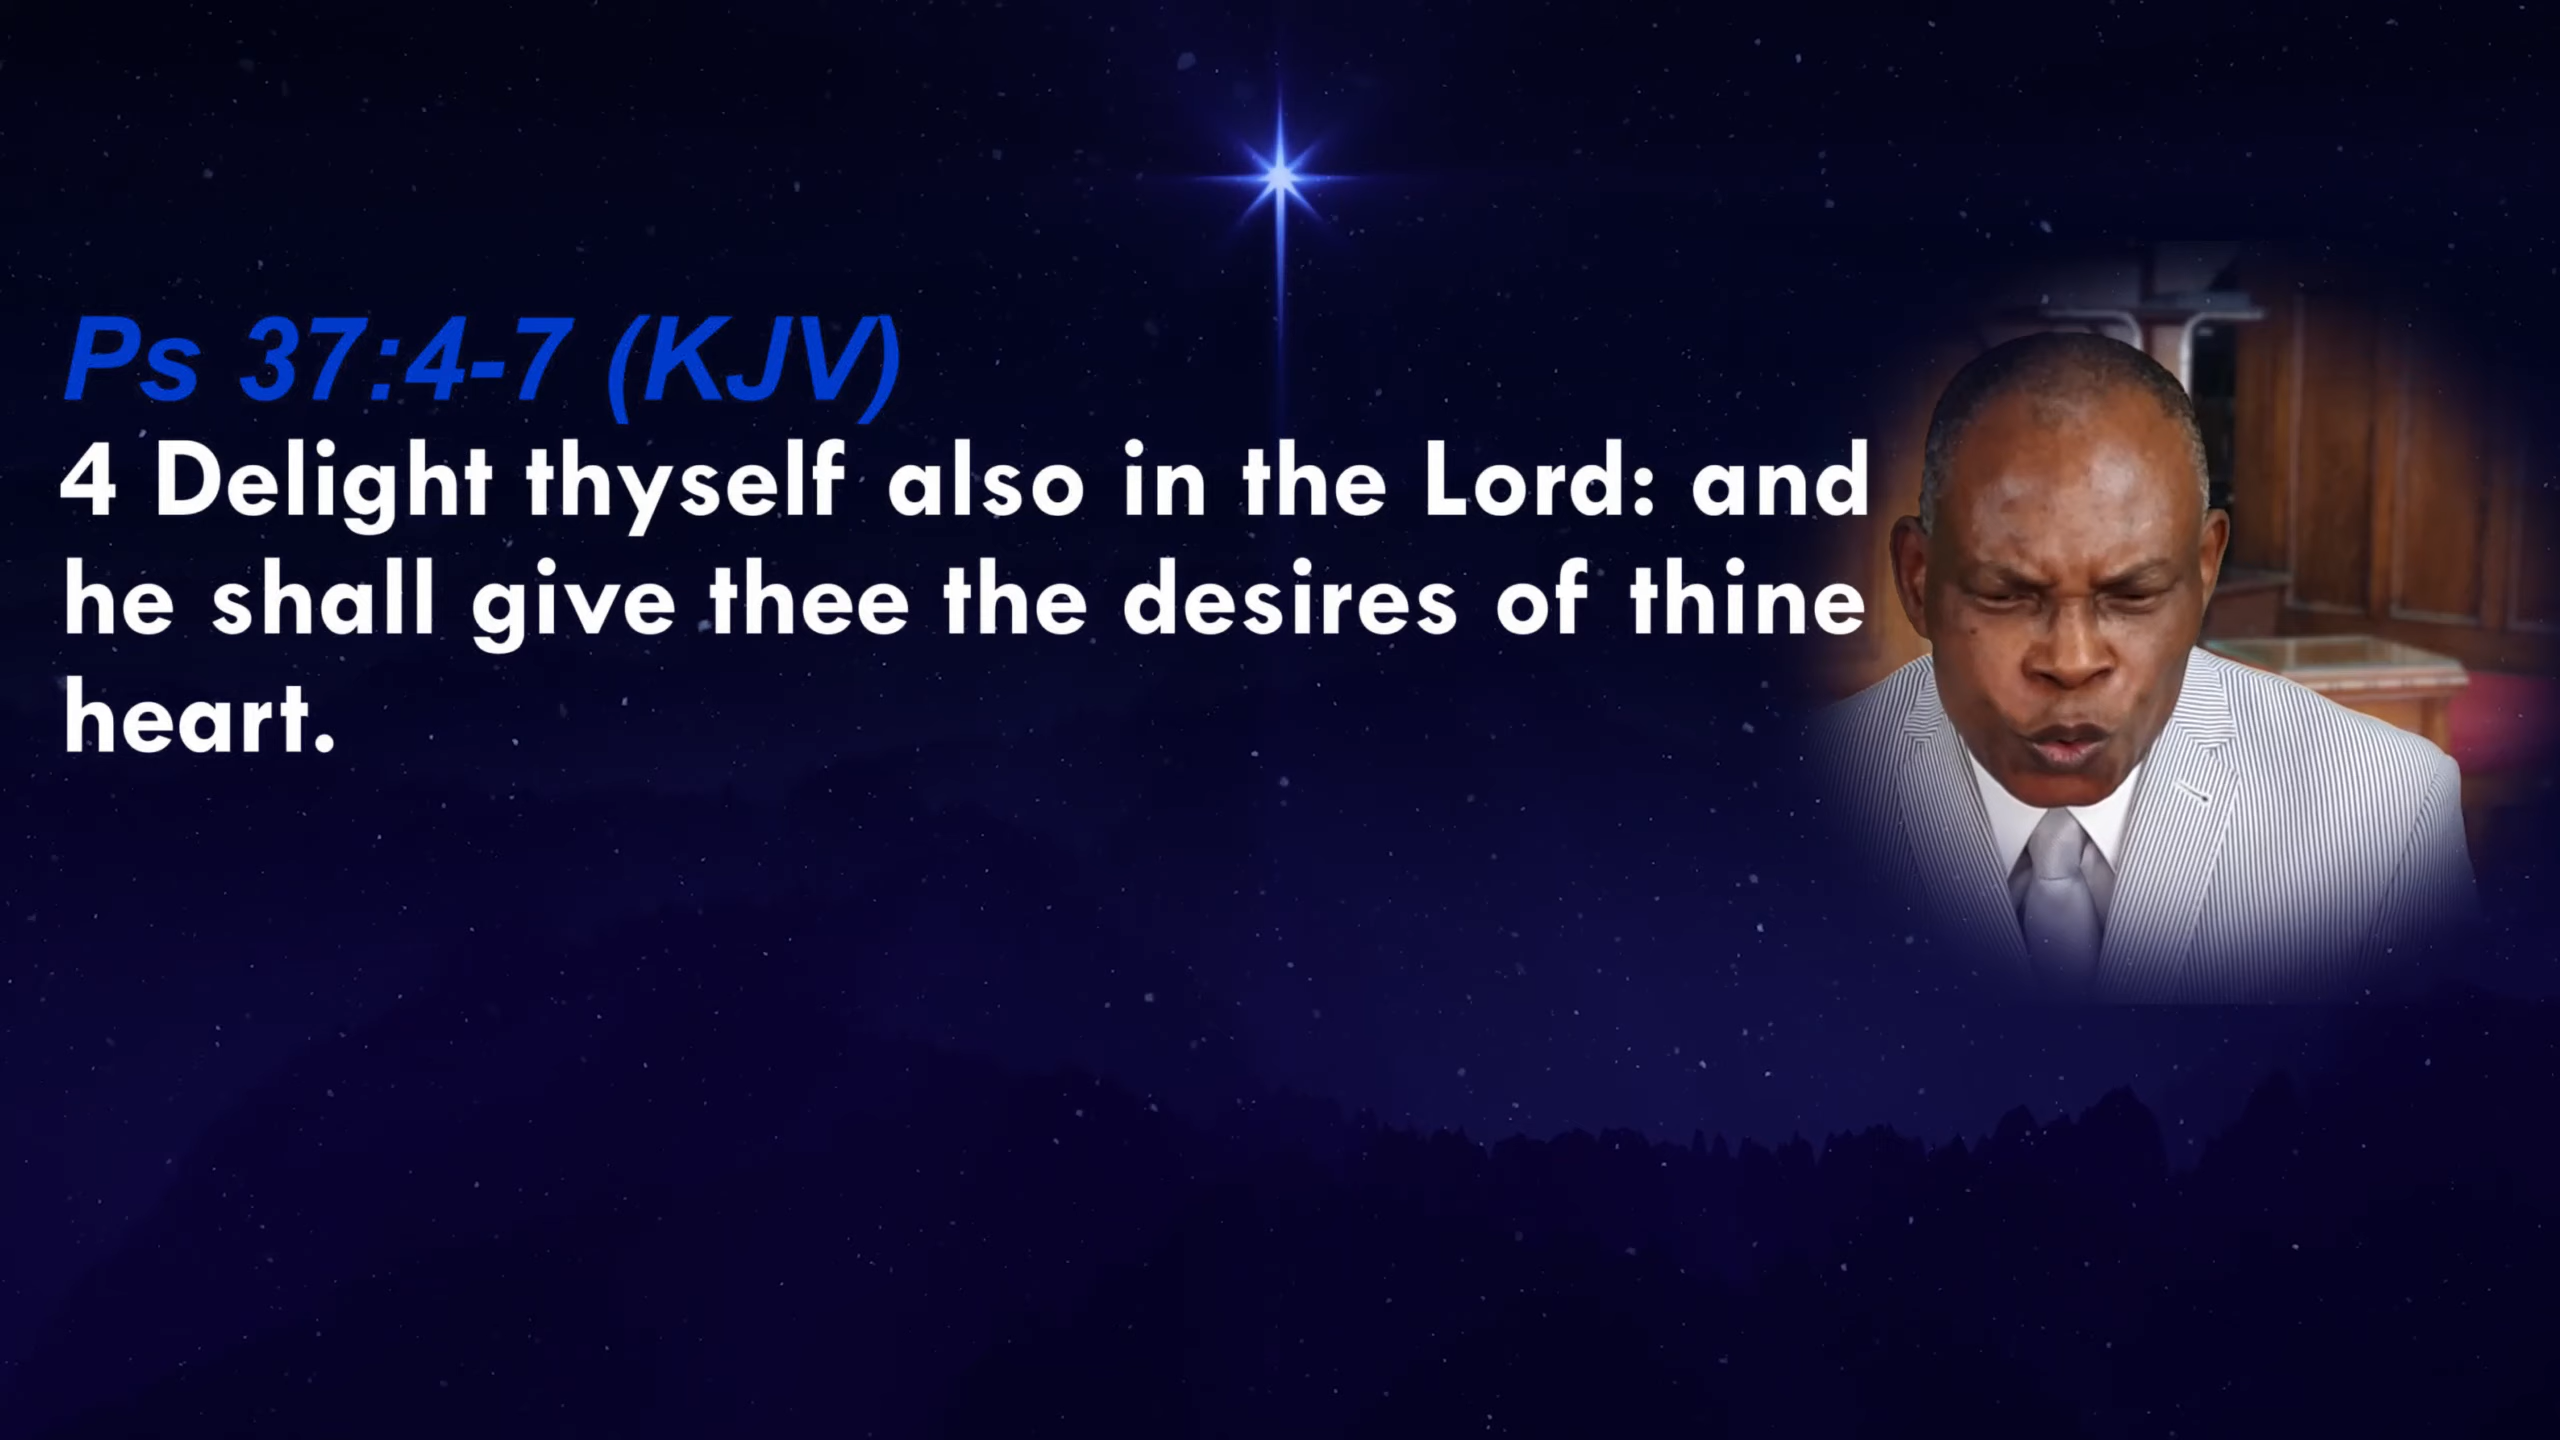 Ps 37:4-7 (KJV)
4 Delight thyself also in the Lord: and
he shall give thee the desires of thine
heart.